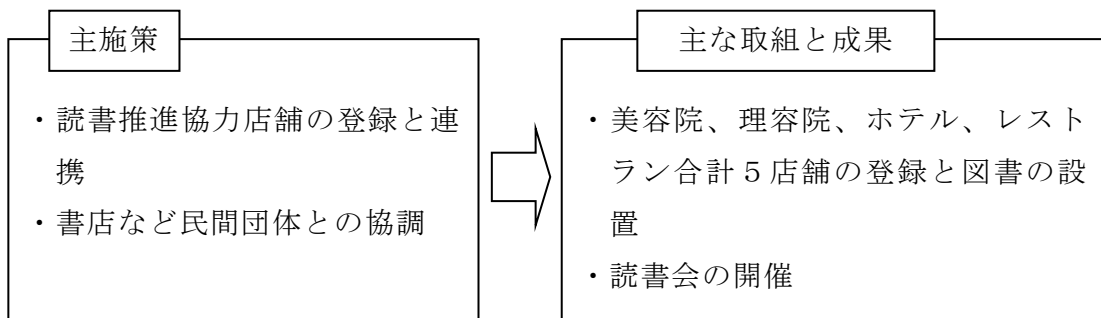 主施策
・読書推進協力店舗の登録と連
携
・書店など民間団体との協調
主な取組と成果
・美容院、理容院、ホテル、レスト
ラン合計５店舗の登録と図書の設
置
・読書会の開催